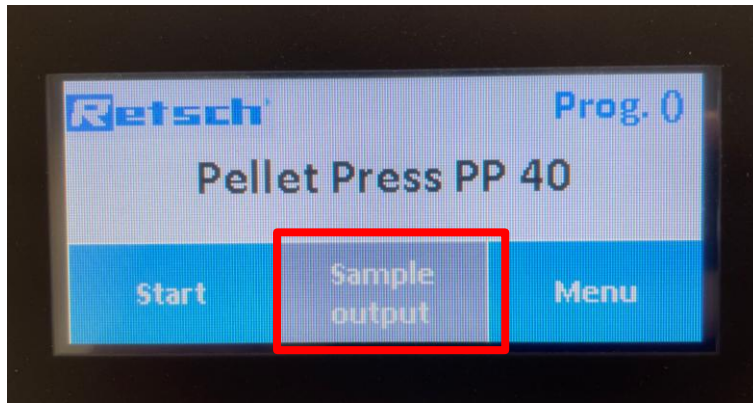 Retsch
Prog. 0
Pellet Press PP 40
Start
Sample
output
Menu